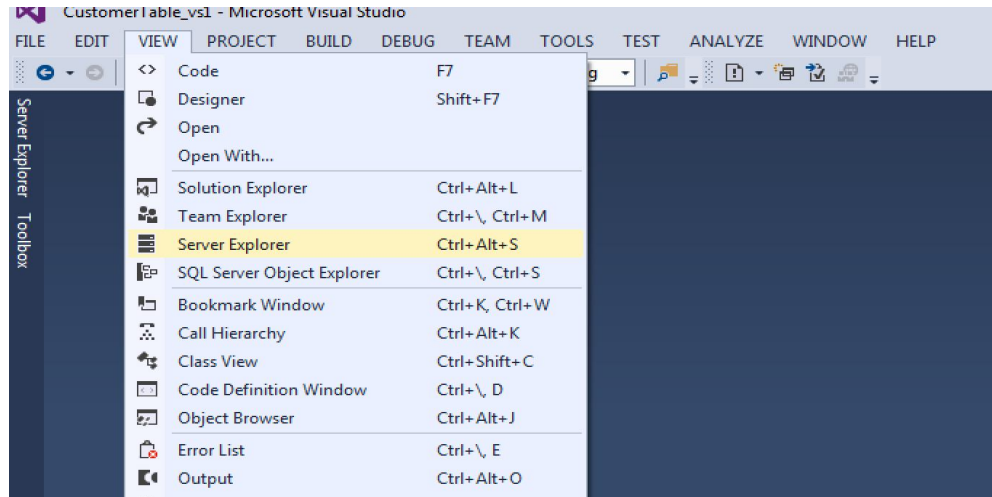 CustomerTable_vs1 - Microsoft Visual Studio
FILE EDIT VIEW PROJECT BUILD DEBUG TEAM TOOLS TEST ANALYZE WINDOW HELP
g
Server Explorer
Toolbox
Code F7
Designer Shift+F7
Open
Open With...
Solution Explorer Ctrl+Alt+L
Team Explorer Ctrl+\, Ctrl+M
Server Explorer Ctrl+Alt+S
SQL Server Object Explorer Ctrl+\, Ctrl+S
Bookmark Window Ctrl+K, Ctrl+W
Call Hierarchy Ctrl+Alt+K
Class View Ctrl+Shift+C
Code Definition Window Ctrl+\, D
Object Browser Ctrl+Alt+J
Error List Ctrl+\, E
Output Ctrl+Alt+O